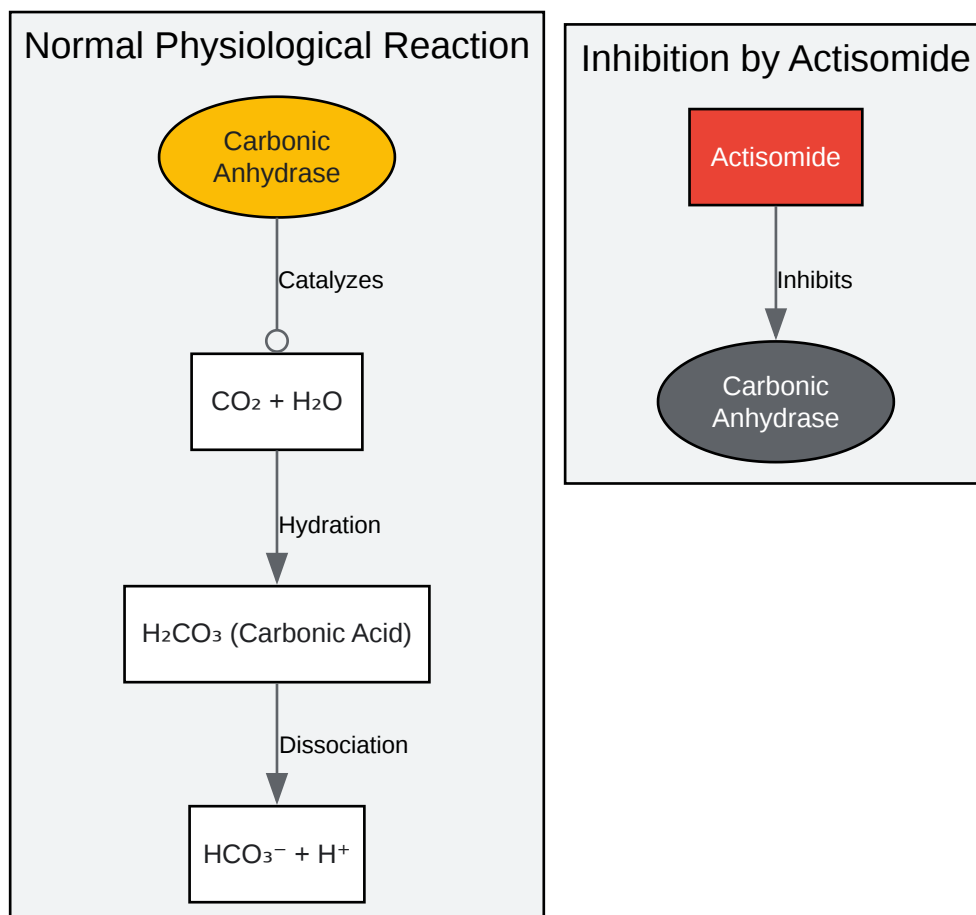 Normal Physiological Reaction
Carbonic
Anhydrase
Catalyzes
CO₂ + H₂O
Hydration
H₂CO₃ (Carbonic Acid)
Dissociation
HCO₃⁻ + H⁺
Inhibition by Actisomide
Actisomide
Inhibits
Carbonic
Anhydrase